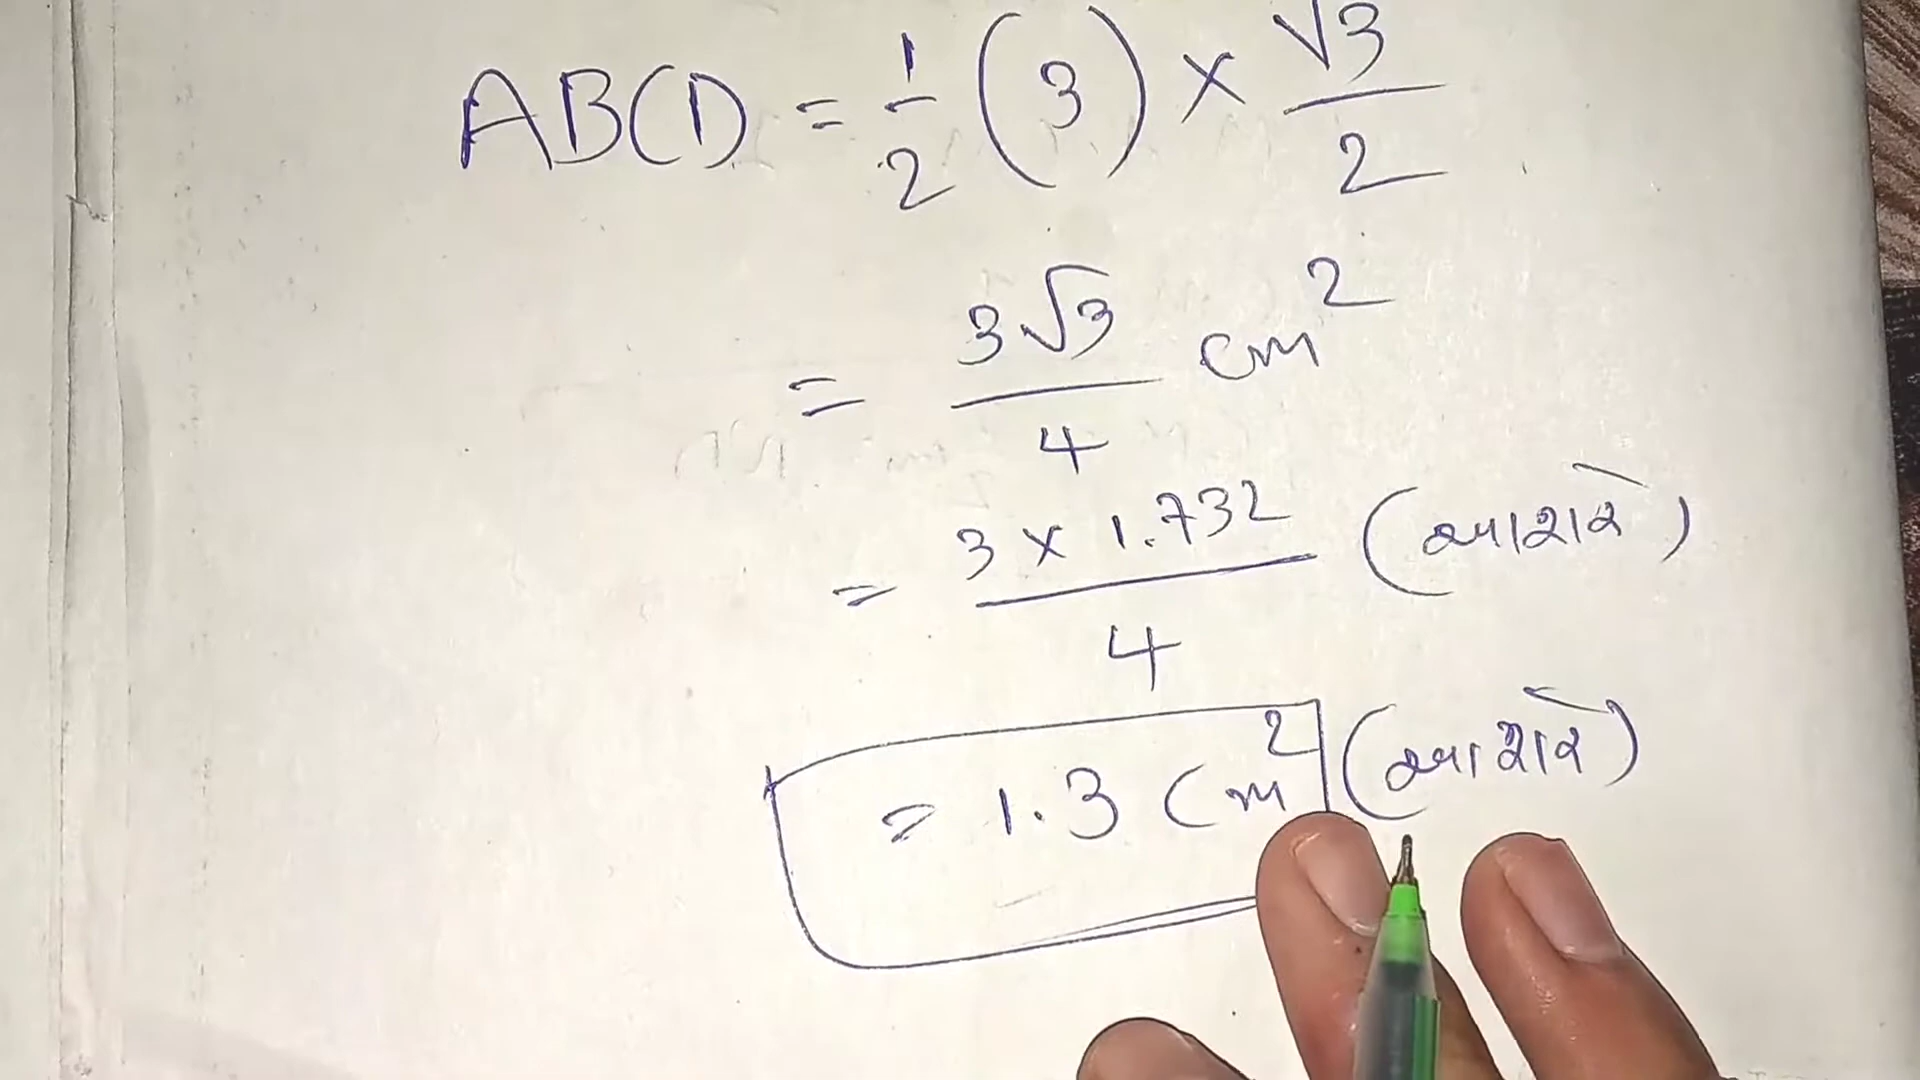 ABCD = 1/2 (3) × √3/2
= 3√3/4 cm²
= 3 × 1.732/4 (આશરે)
= 1.3 cm² (આશરે)